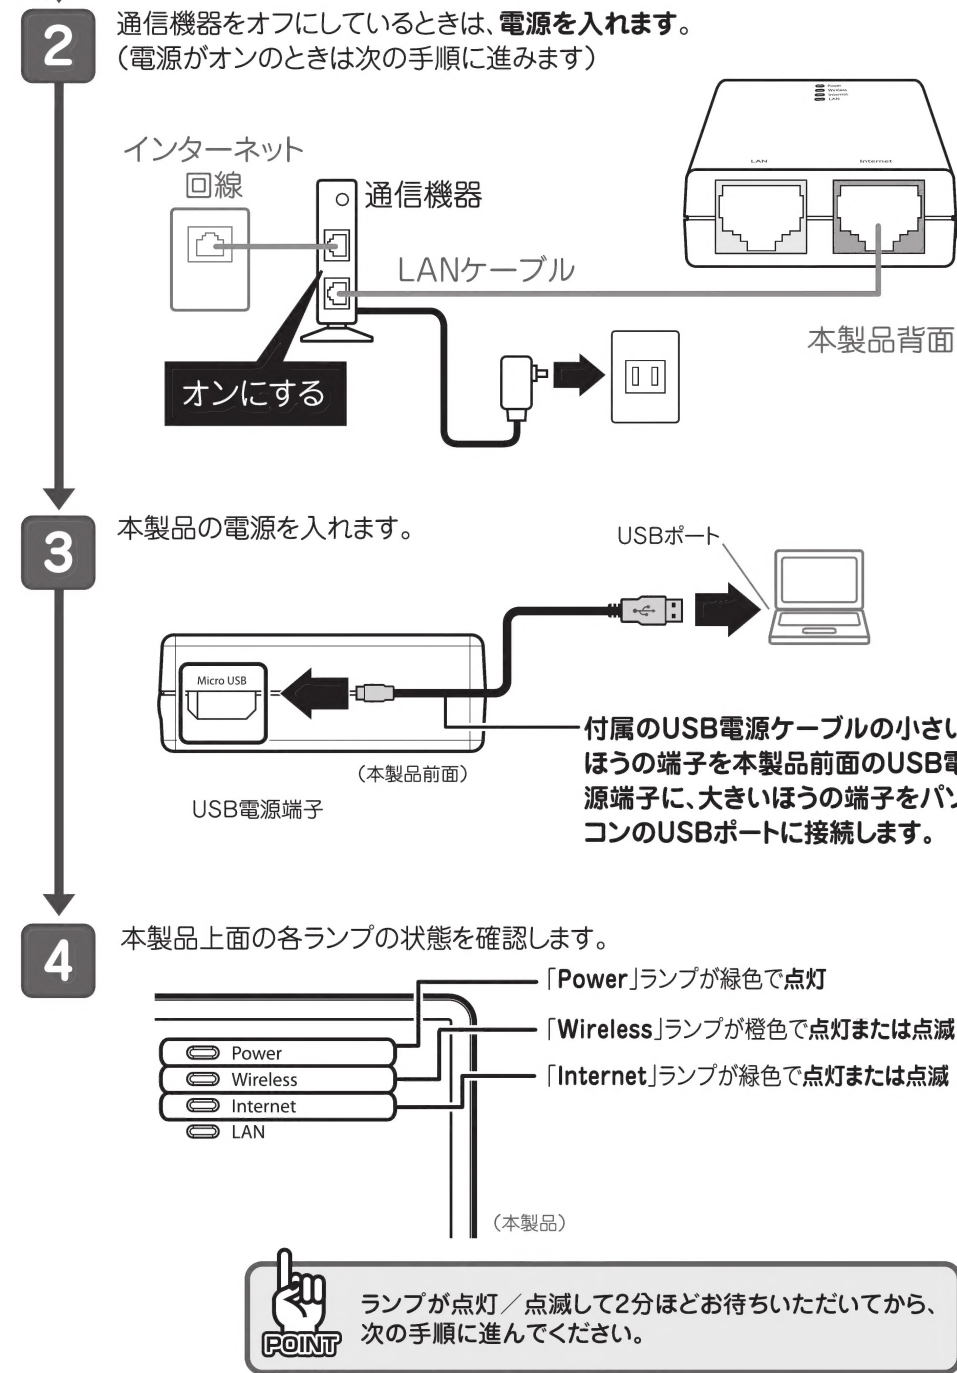 2
通信機器をオフにしているときは、電源を入れます。
（電源がオンのときは次の手順に進みます）
Power
Wireless
Internet
LAN
LAN
Internet
インターネット
回線
通信機器
LANケーブル
本製品背面
オンにする
3
本製品の電源を入れます。
USBポート
Micro USB
（本製品前面）
USB電源端子
付属のUSB電源ケーブルの小さい
ほうの端子を本製品前面のUSB電
源端子に、大きいほうの端子をパソ
コンのUSBポートに接続します。
4
本製品上面の各ランプの状態を確認します。
「Power」ランプが緑色で点灯
「Wireless」ランプが橙色で点灯または点滅
「Internet」ランプが緑色で点灯または点滅
Power
Wireless
Internet
LAN
（本製品）
POINT
ランプが点灯／点滅して2分ほどお待ちいただいてから、
次の手順に進んでください。